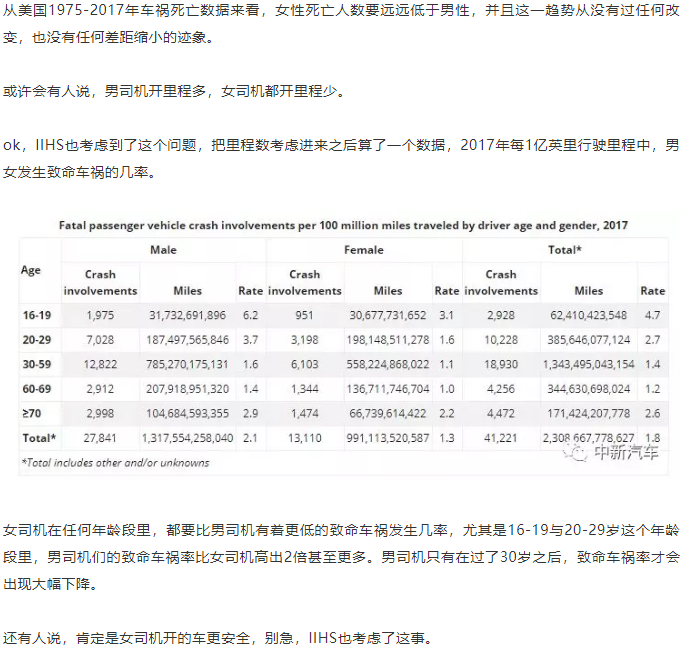 从美国1975-2017年车祸死亡数据来看，女性死亡人数要远远低于男性，并且这一趋势从没有过任何改
变，也没有任何差距缩小的迹象。
或许会有人说，男司机开里程多，女司机都开里程少。
ok，IIHS也考虑到了这个问题，把里程数考虑进来之后算了一个数据，2017年每1亿英里行驶里程中，男
女发生致命车祸的几率。
Fatal passenger vehicle crash involvements per 100 million miles traveled by driver age and gender, 2017
Age Male Female Total*
Crash involvements Miles Rate Crash involvements Miles Rate Crash involvements Miles Rate
16-19 1,975 31,732,691,896 6.2 951 30,677,731,652 3.1 2,928 62,410,423,548 4.7
20-29 7,028 187,497,565,846 3.7 3,198 198,148,511,278 1.6 10,228 385,646,077,124 2.7
30-59 12,822 785,270,175,131 1.6 6,103 558,224,868,022 1.1 18,930 1,343,495,043,154 1.4
60-69 2,912 207,918,951,320 1.4 1,344 136,711,746,704 1.0 4,256 344,630,698,024 1.2
≥70 2,998 104,684,593,355 2.9 1,474 66,739,614,422 2.2 4,472 171,424,207,778 2.6
Total* 27,841 1,317,554,258,040 2.1 13,110 991,113,520,587 1.3 41,221 2,308,667,778,627 1.8
*Total includes other and/or unknowns
中新汽车
女司机在任何年龄段里，都要比男司机有着更低的致命车祸发生几率，尤其是16-19与20-29岁这个年龄
段里，男司机们的致命车祸率比女司机高出2倍甚至更多。男司机只有在过了30岁之后，致命车祸率才会
出现大幅下降。
还有人说，肯定是女司机开的车更安全，别急，IIHS也考虑了这事。